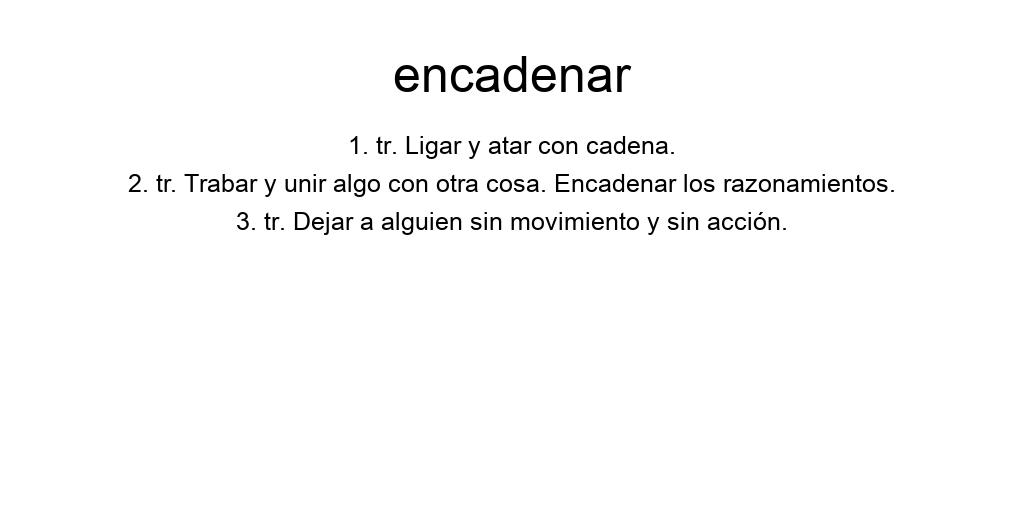 encadenar
1. tr. Ligar y atar con cadena.
2. tr. Trabar y unir algo con otra cosa. Encadenar los razonamientos.
3. tr. Dejar a alguien sin movimiento y sin acción.